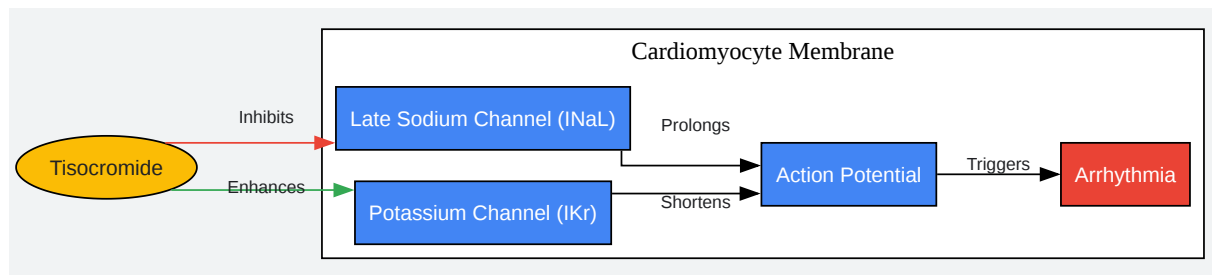 Cardiomyocyte Membrane
Tisocromide
Inhibits
Enhances
Late Sodium Channel (INaL)
Potassium Channel (IKr)
Prolongs
Shortens
Action Potential
Triggers
Arrhythmia